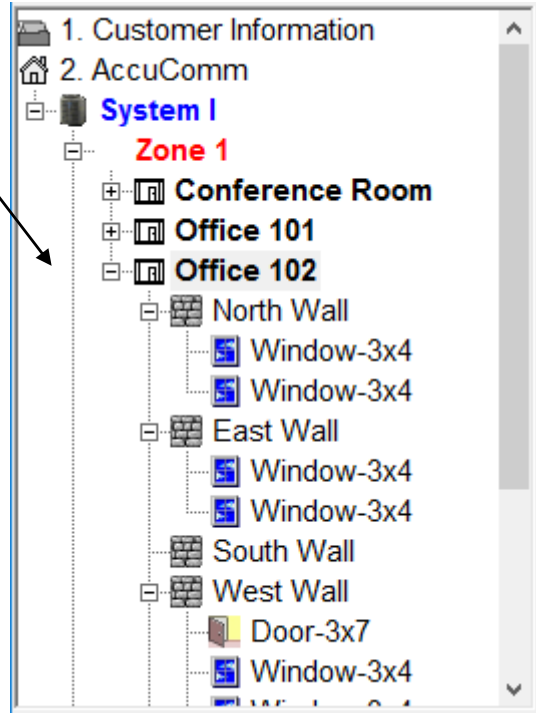 1. Customer Information
2. AccuComm
System I
Zone 1
Conference Room
Office 101
Office 102
North Wall
Window-3x4
Window-3x4
East Wall
Window-3x4
Window-3x4
South Wall
West Wall
Door-3x7
Window-3x4